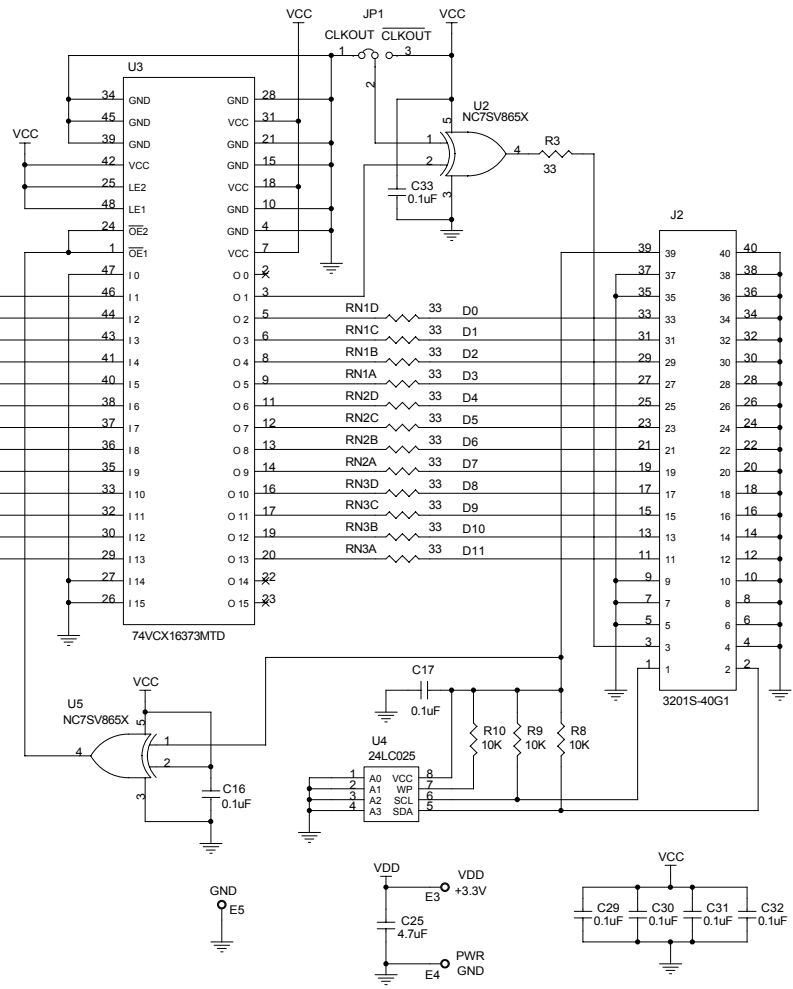 VCC JP1 VCC
CLKOUT CLKOUT
1 3
2
U3
U2
NC7SV865X
5
1
2
4
3
R3
33
C33
0.1uF
VCC
34 GND GND 28
45 GND VCC 31
39 GND GND 21
42 VCC GND 15
25 LE2 VCC 18
48 LE1 GND 10
24 OE2 GND 4
1 OE1 VCC 7
47 I 0 O 0 2
46 I 1 O 1 3
44 I 2 O 2 5 RN1D 33 D0
43 I 3 O 3 6 RN1C 33 D1
41 I 4 O 4 8 RN1B 33 D2
40 I 5 O 5 9 RN1A 33 D3
38 I 6 O 6 11 RN2D 33 D4
37 I 7 O 7 12 RN2C 33 D5
36 I 8 O 8 13 RN2B 33 D6
35 I 9 O 9 14 RN2A 33 D7
33 I 10 O 10 16 RN3D 33 D8
32 I 11 O 11 17 RN3C 33 D9
30 I 12 O 12 19 RN3B 33 D10
29 I 13 O 13 20 RN3A 33 D11
27 I 14 O 14 22
26 I 15 O 15 23
74VCX16373MTD
J2
39 39 40 40
37 37 38 38
35 35 36 36
33 33 34 34
31 31 32 32
29 29 30 30
27 27 28 28
25 25 26 26
23 23 24 24
21 21 22 22
19 19 20 20
17 17 18 18
15 15 16 16
13 13 14 14
11 11 12 12
9 9 10 10
7 7 8 8
5 5 6 6
3 3 4 4
1 1 2 2
3201S-40G1
VCC
U5
NC7SV865X
5
4
1
2
3
C16
0.1uF
C17
0.1uF
R10
10K
R9
10K
R8
10K
U4
24LC025
1 A0 VCC 8
2 A1 WP 7
3 A2 SCL 6
4 A3 SDA 5
GND
E5
VDD
VDD
E3 +3.3V
C25
4.7uF
PWR
E4 GND
VCC
C29 C30 C31 C32
0.1uF 0.1uF 0.1uF 0.1uF